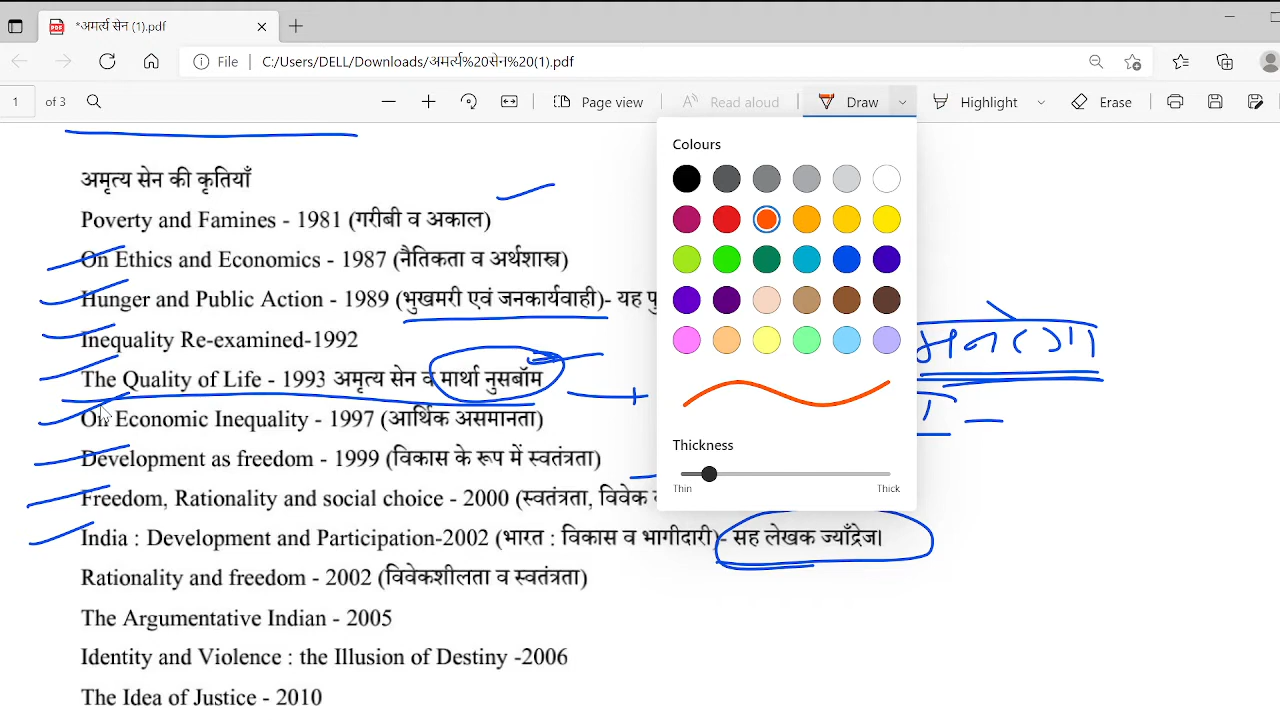 *अमर्त्य सेन (1).pdf
File C:/Users/DELL/Downloads/अमर्त्य%20सेन%20(1).pdf
1 of 3 Page view Read aloud Draw Highlight Erase
Colours
Thickness
Thin Thick
अमृत्य सेन की कृतियाँ
Poverty and Famines - 1981 (गरीबी व अकाल)
On Ethics and Economics - 1987 (नैतिकता व अर्थशास्त्र)
Hunger and Public Action - 1989 (भुखमरी एवं जनकार्यवाही)- यह
Inequality Re-examined-1992
The Quality of Life - 1993 अमृत्य सेन व मार्था नुसबॉम
On Economic Inequality - 1997 (आर्थिक असमानता)
Development as freedom - 1999 (विकास के रूप में स्वतंत्रता)
Freedom, Rationality and social choice - 2000 (स्वतंत्रता, विवेक
India : Development and Participation-2002 (भारत : विकास व भागीदारी)- सह लेखक ज्याँद्रेज।
Rationality and freedom - 2002 (विवेकशीलता व स्वतंत्रता)
The Argumentative Indian - 2005
Identity and Violence : the Illusion of Destiny -2006
The Idea of Justice - 2010